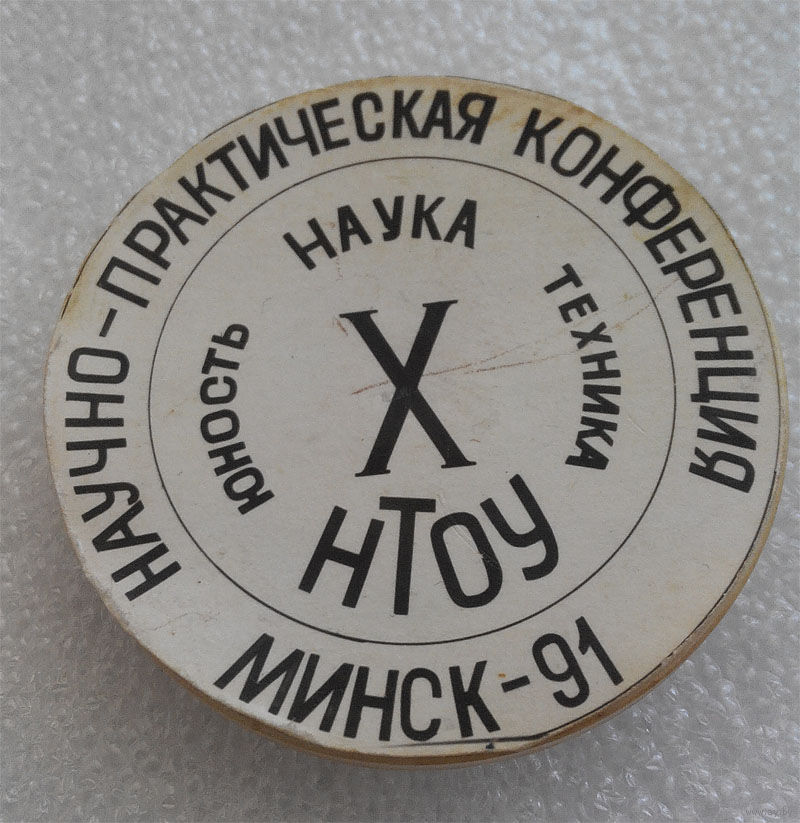 НАУЧНО-ПРАКТИЧЕСКАЯ КОНФЕРЕНЦИЯ
НАУКА
ТЕХНИКА
ЮНОСТЬ
X
НТОУ
МИНСК-91